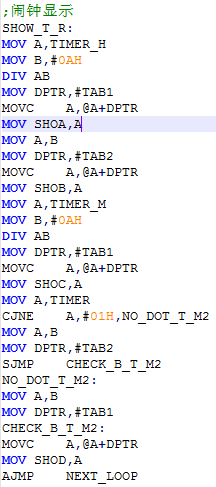 ;闹钟显示
SHOW_T_R:
MOV A,TIMER_H
MOV B,#0AH
DIV AB
MOV DPTR,#TAB1
MOVC A,@A+DPTR
MOV SHOA,A
MOV A,B
MOV DPTR,#TAB2
MOVC A,@A+DPTR
MOV SHOB,A
MOV A,TIMER_M
MOV B,#0AH
DIV AB
MOV DPTR,#TAB1
MOVC A,@A+DPTR
MOV SHOC,A
MOV A,TIMER
CJNE A,#01H,NO_DOT_T_M2
MOV A,B
MOV DPTR,#TAB2
SJMP CHECK_B_T_M2
NO_DOT_T_M2:
MOV A,B
MOV DPTR,#TAB1
CHECK_B_T_M2:
MOVC A,@A+DPTR
MOV SHOD,A
AJMP NEXT_LOOP